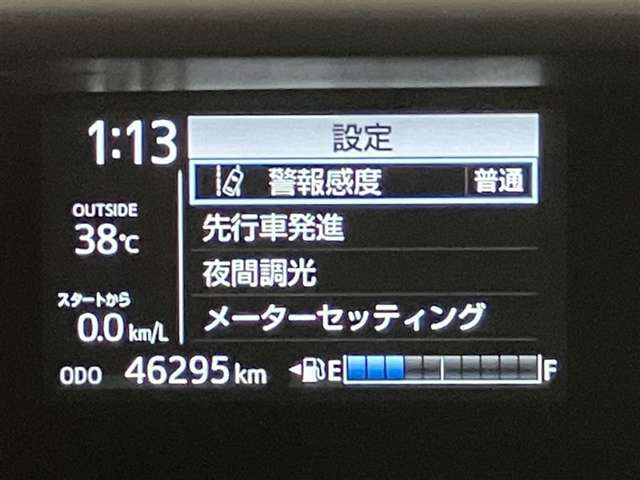 1:13
設定
警報感度 普通
OUTSIDE
38℃
先行車発進
夜間調光
スタートから
0.0 km/L
メーターセッティング
ODO 46295 km
E F